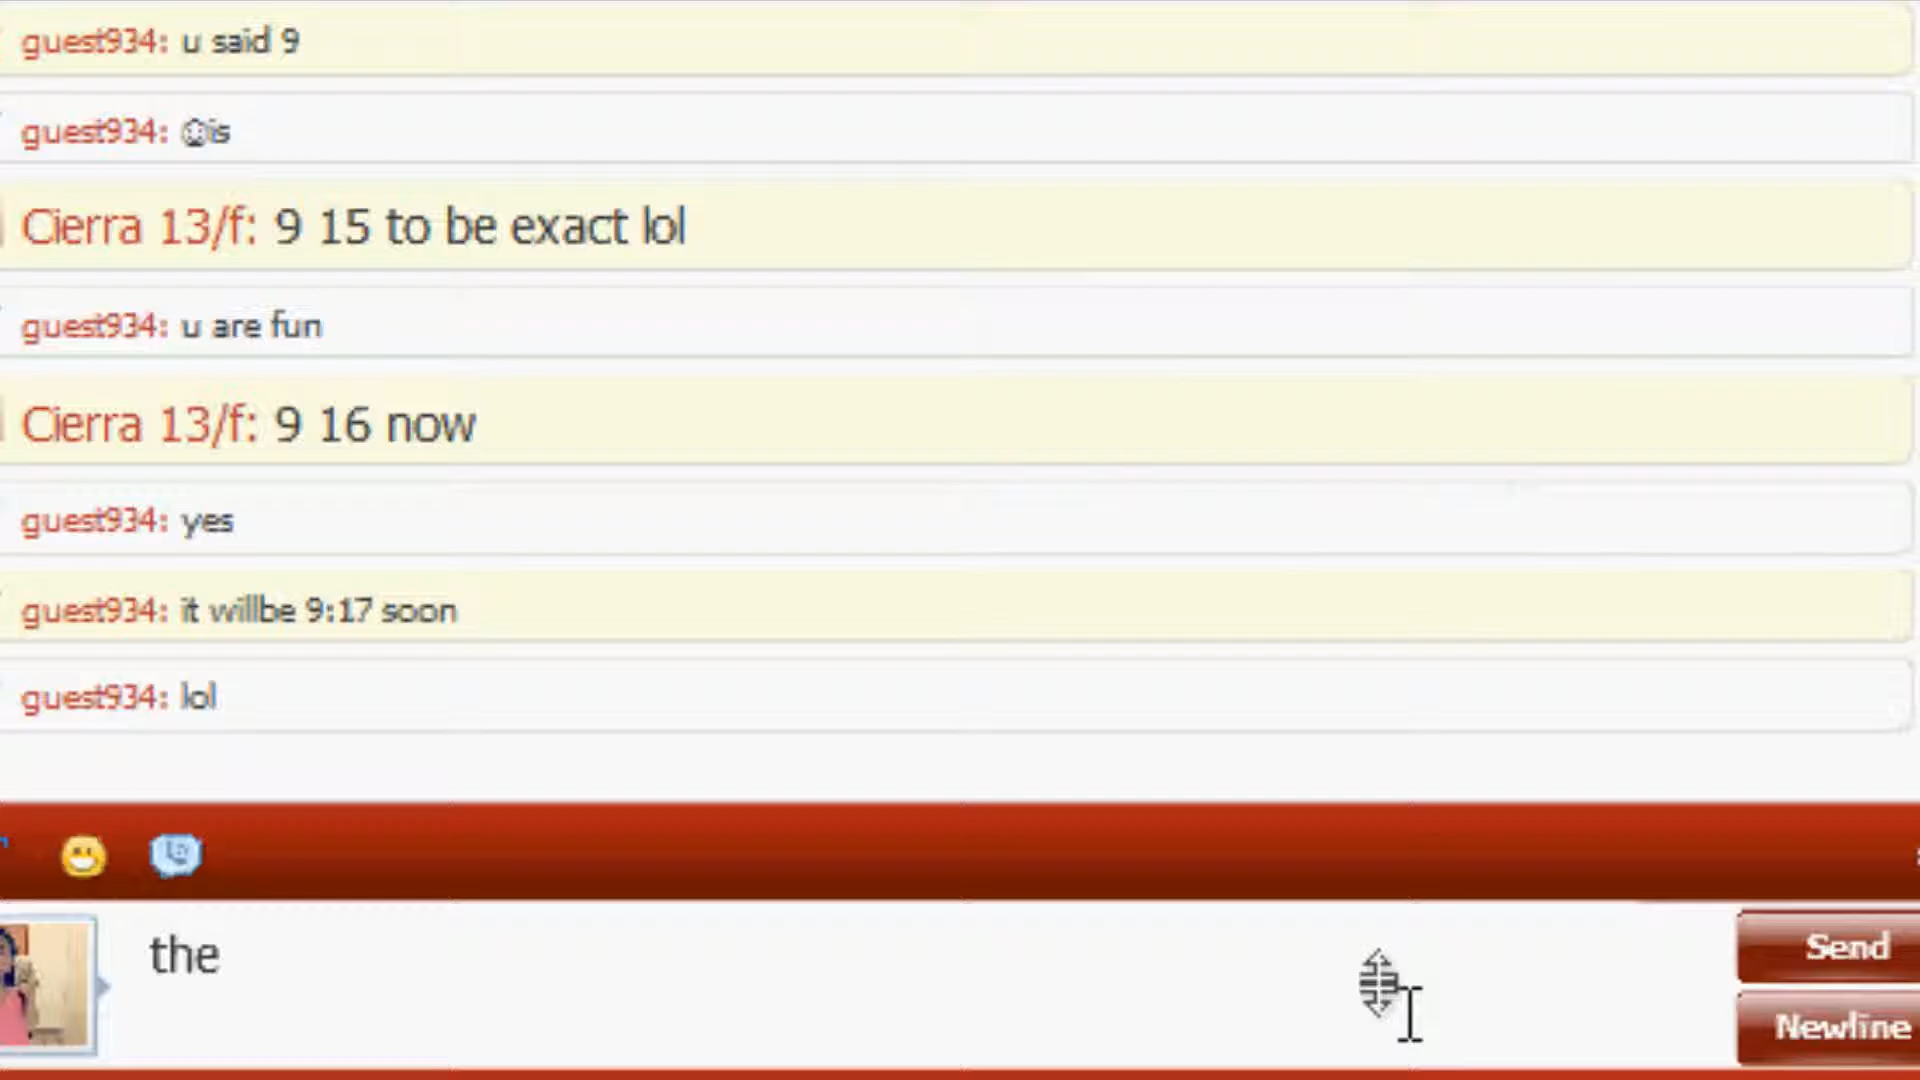 guest934: u said 9
guest934: ☺is
Cierra 13/f: 9 15 to be exact lol
guest934: u are fun
Cierra 13/f: 9 16 now
guest934: yes
guest934: it willbe 9:17 soon
guest934: lol
the
Send
Newline